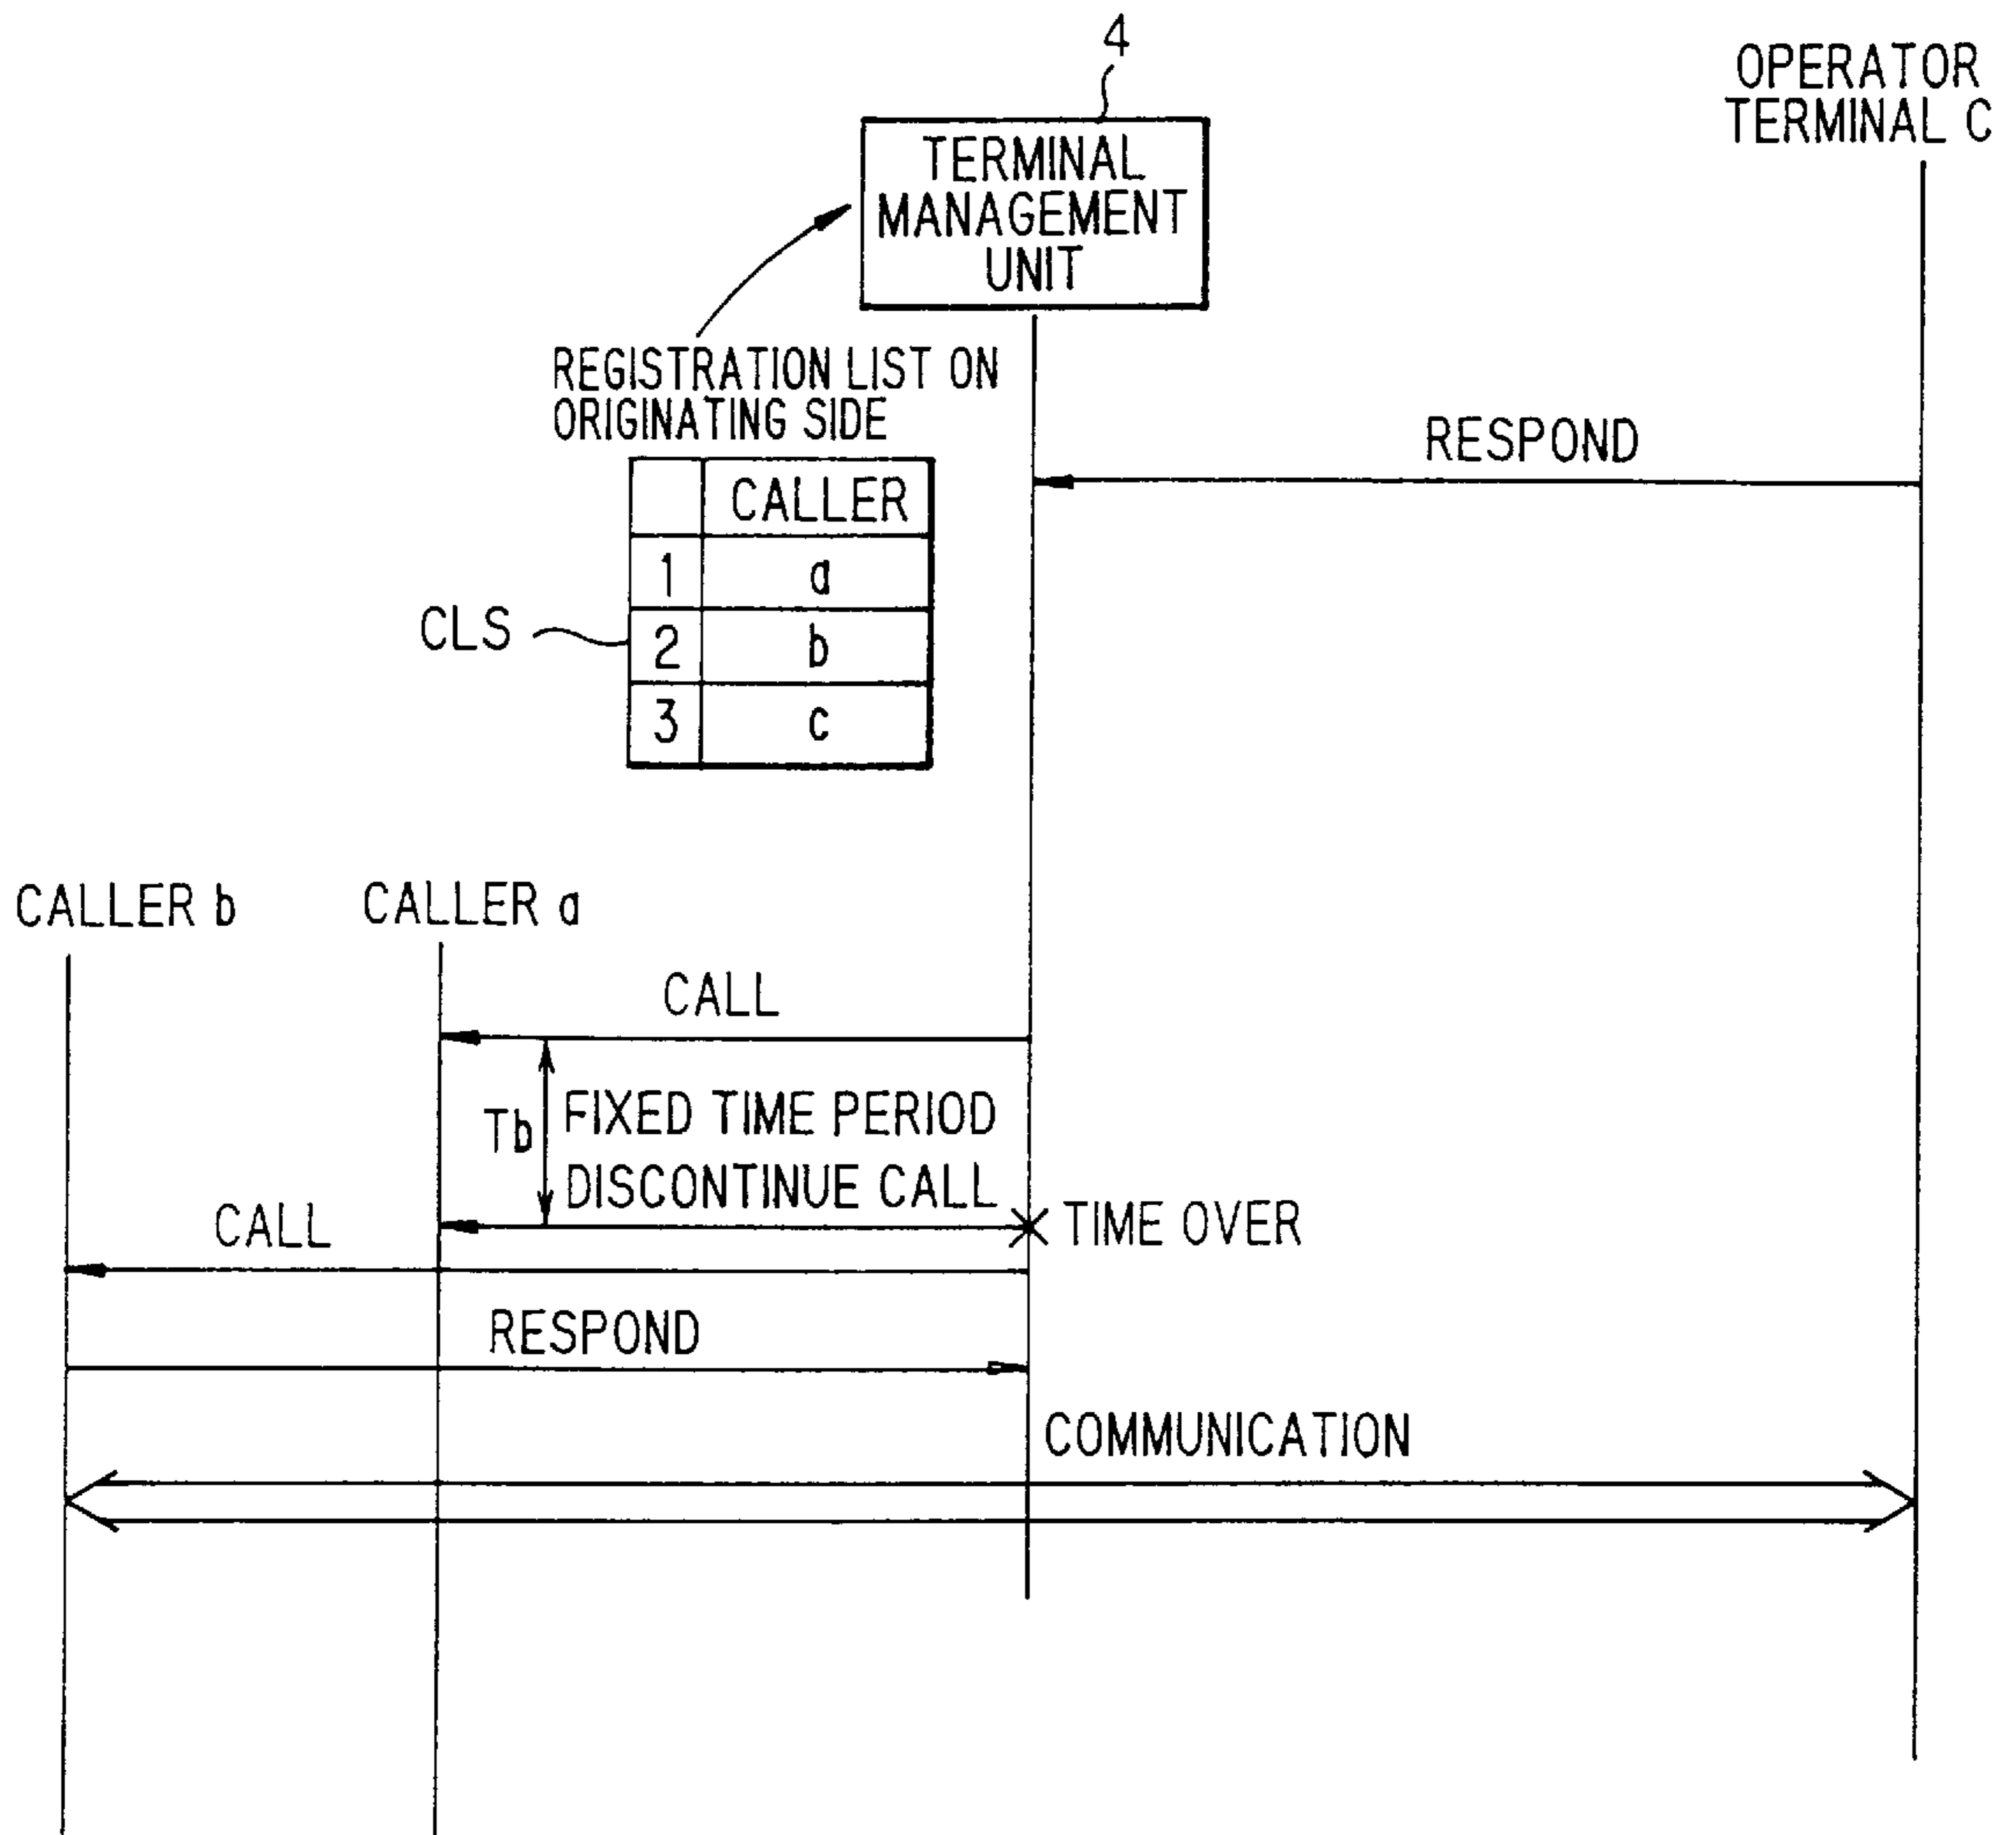 4
OPERATOR
TERMINAL C
TERMINAL
MANAGEMENT
UNIT
REGISTRATION LIST ON
ORIGINATING SIDE
RESPOND
CALLER
1 a
CLS
2 b
3 c
CALLER b
CALLER a
CALL
Tb
FIXED TIME PERIOD
DISCONTINUE CALL
TIME OVER
CALL
RESPOND
COMMUNICATION